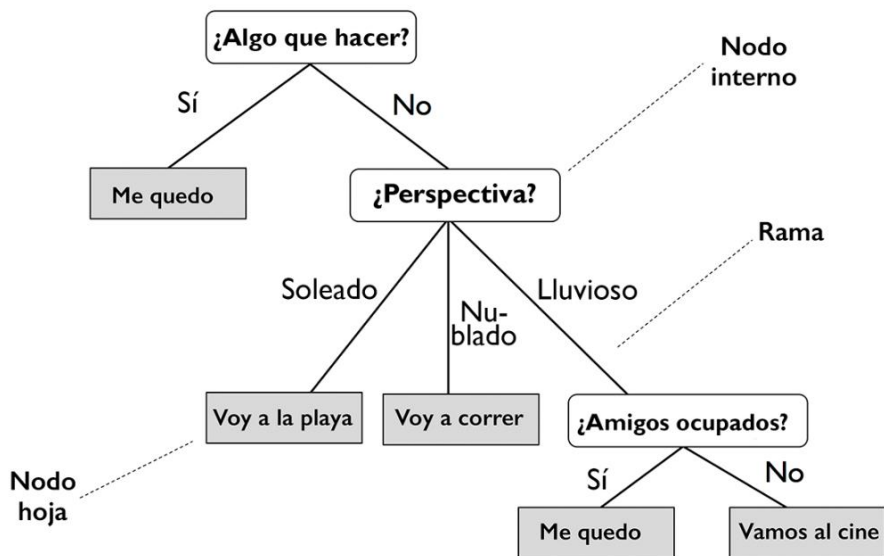 ¿Algo que hacer?
Nodo
interno
Sí
No
Me quedo
¿Perspectiva?
Rama
Soleado
Nu-
blado
Lluvioso
Voy a la playa
Voy a correr
¿Amigos ocupados?
Nodo
hoja
Sí
No
Me quedo
Vamos al cine